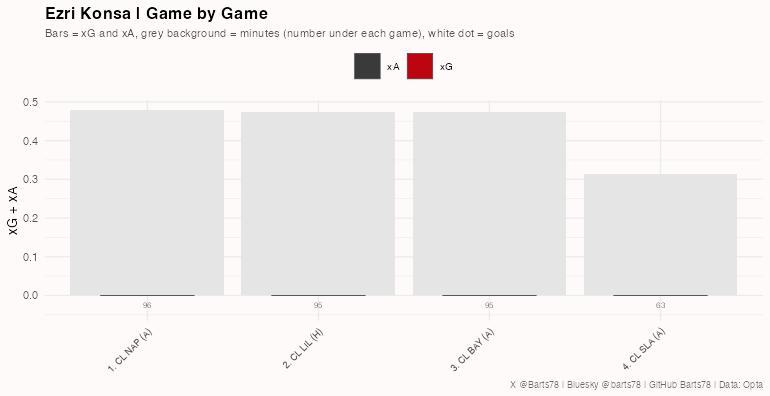 Ezri Konsa | Game by Game
Bars = xG and xA, grey background = minutes (number under each game), white dot = goals
xA xG
xG + xA
0.5
0.4
0.3
0.2
0.1
0.0
96 95 95 63
1. CL NAP (A)
2. CL LIL (H)
3. CL BAY (A)
4. CL SLA (A)
X @Barts78 | Bluesky @barts78 | GitHub Barts78 | Data: Opta